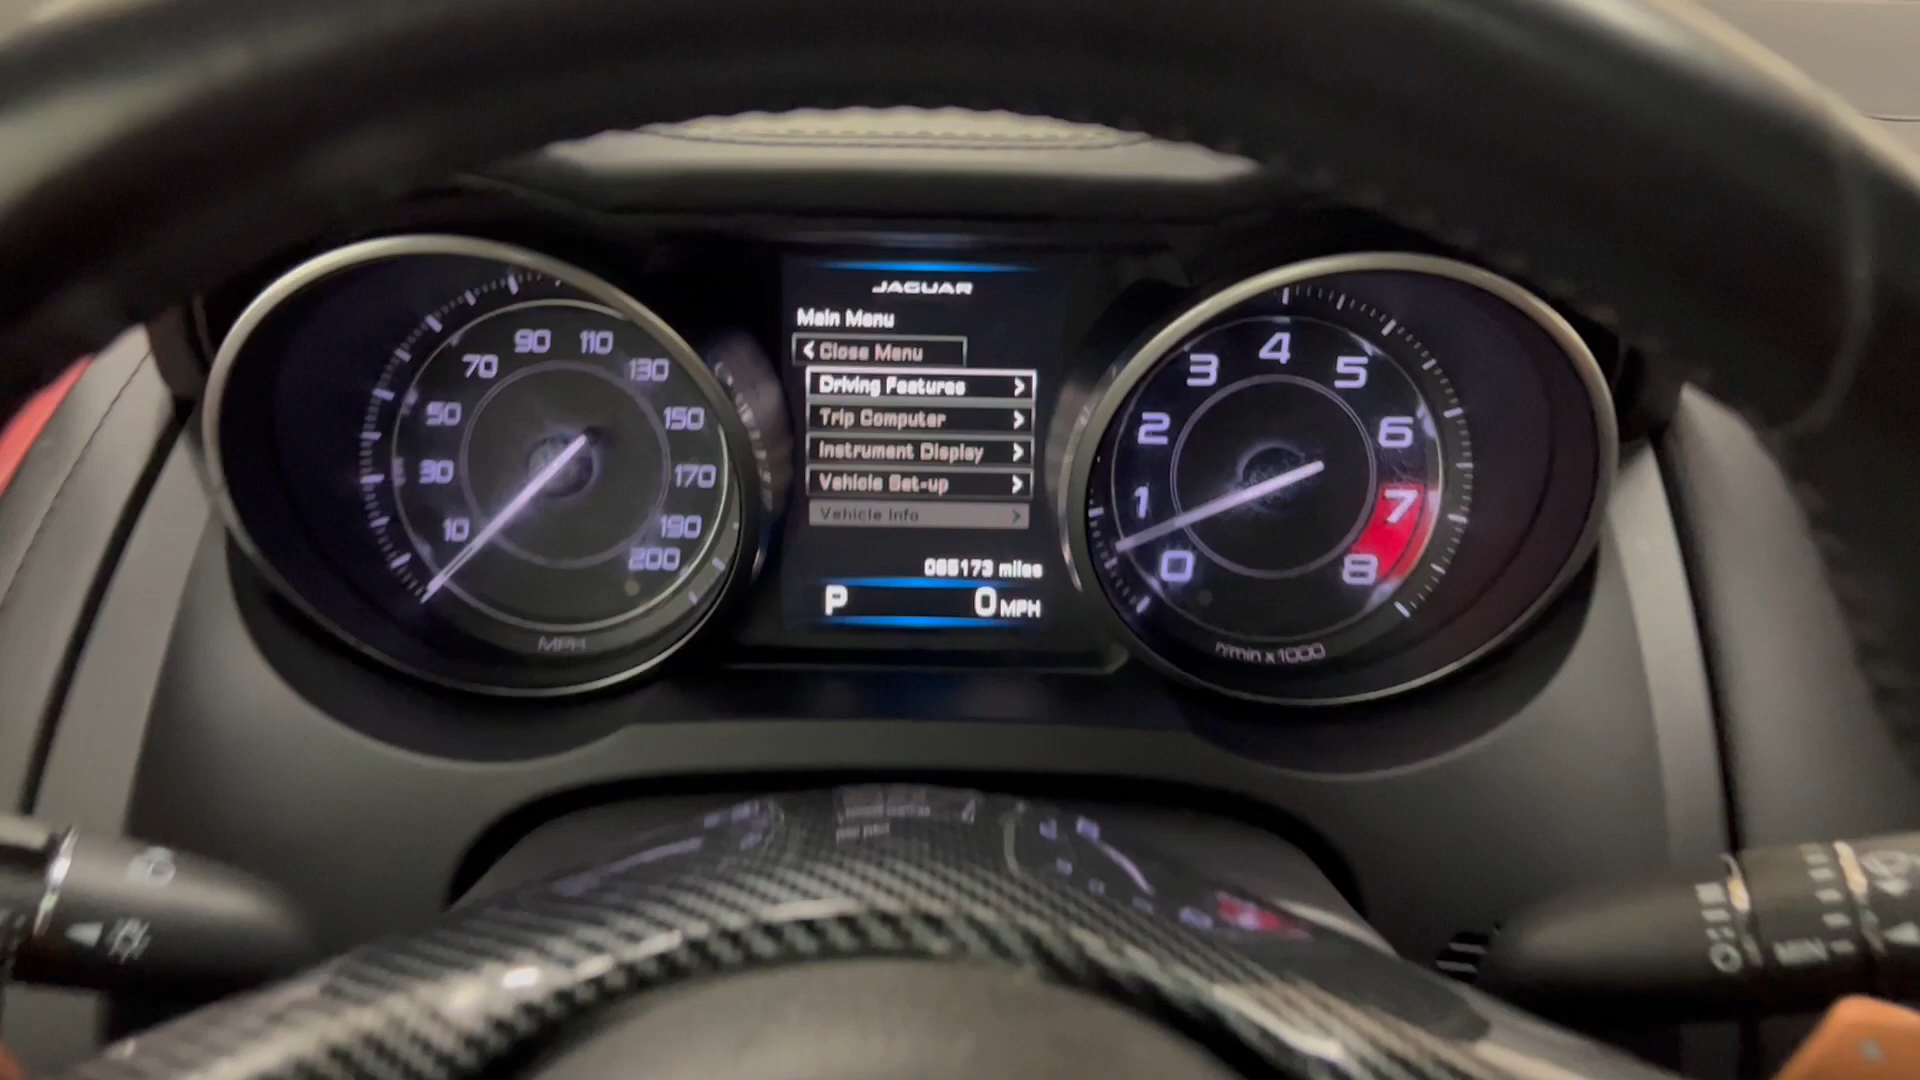 JAGUAR
Main Menu
Close Menu
Driving Features
Trip Computer
Instrument Display
Vehicle Set-up
Vehicle Info
miles
P 0 MPH
10
30
50
70
90
110
130
150
170
190
200
MPH
0
1
2
3
4
5
6
7
8
r/min x1000
MIN